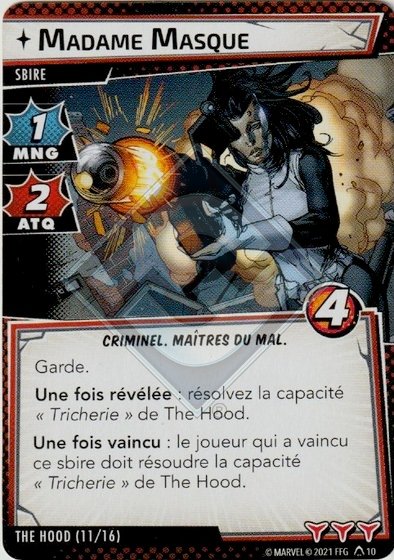 MADAME MASQUE
SBIRE
1
MNG
2
ATQ
4
CRIMINEL. MAÎTRES DU MAL.
Garde.
Une fois révélée : résolvez la capacité
« Tricherie » de The Hood.
Une fois vaincu : le joueur qui a vaincu
ce sbire doit résoudre la capacité
« Tricherie » de The Hood.
THE HOOD (11/16)
© MARVEL © 2021 FFG 10